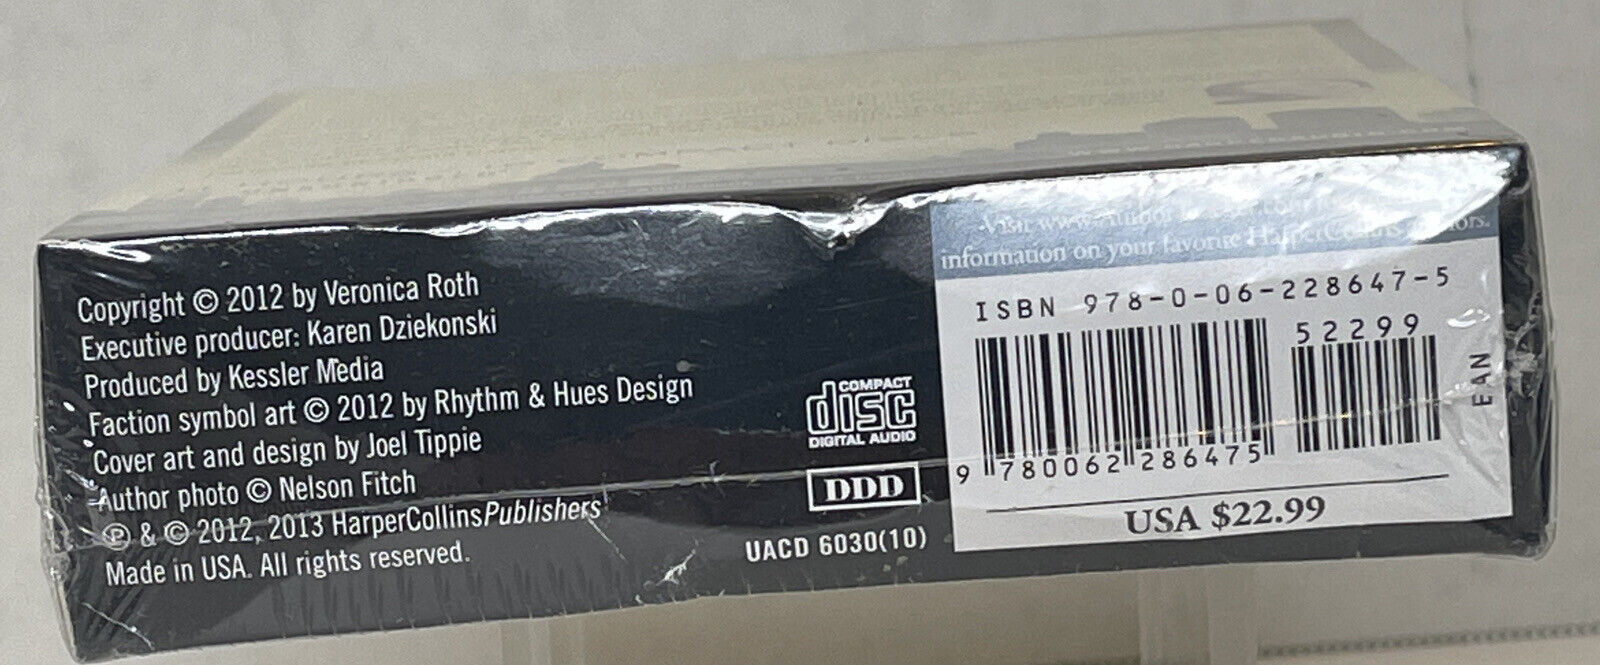 Copyright © 2012 by Veronica Roth
Executive producer: Karen Dziekonski
Produced by Kessler Media
Faction symbol art © 2012 by Rhythm & Hues Design
Cover art and design by Joel Tippie
Author photo © Nelson Fitch
℗ & © 2012, 2013 HarperCollinsPublishers
Made in USA. All rights reserved.
COMPACT
disc
DIGITAL AUDIO
DDD
UACD 6030(10)
Visit
information on your favorite HarperCollins
ISBN 978-0-06-228647-5
52299
EAN
9 780062 286475
USA $22.99